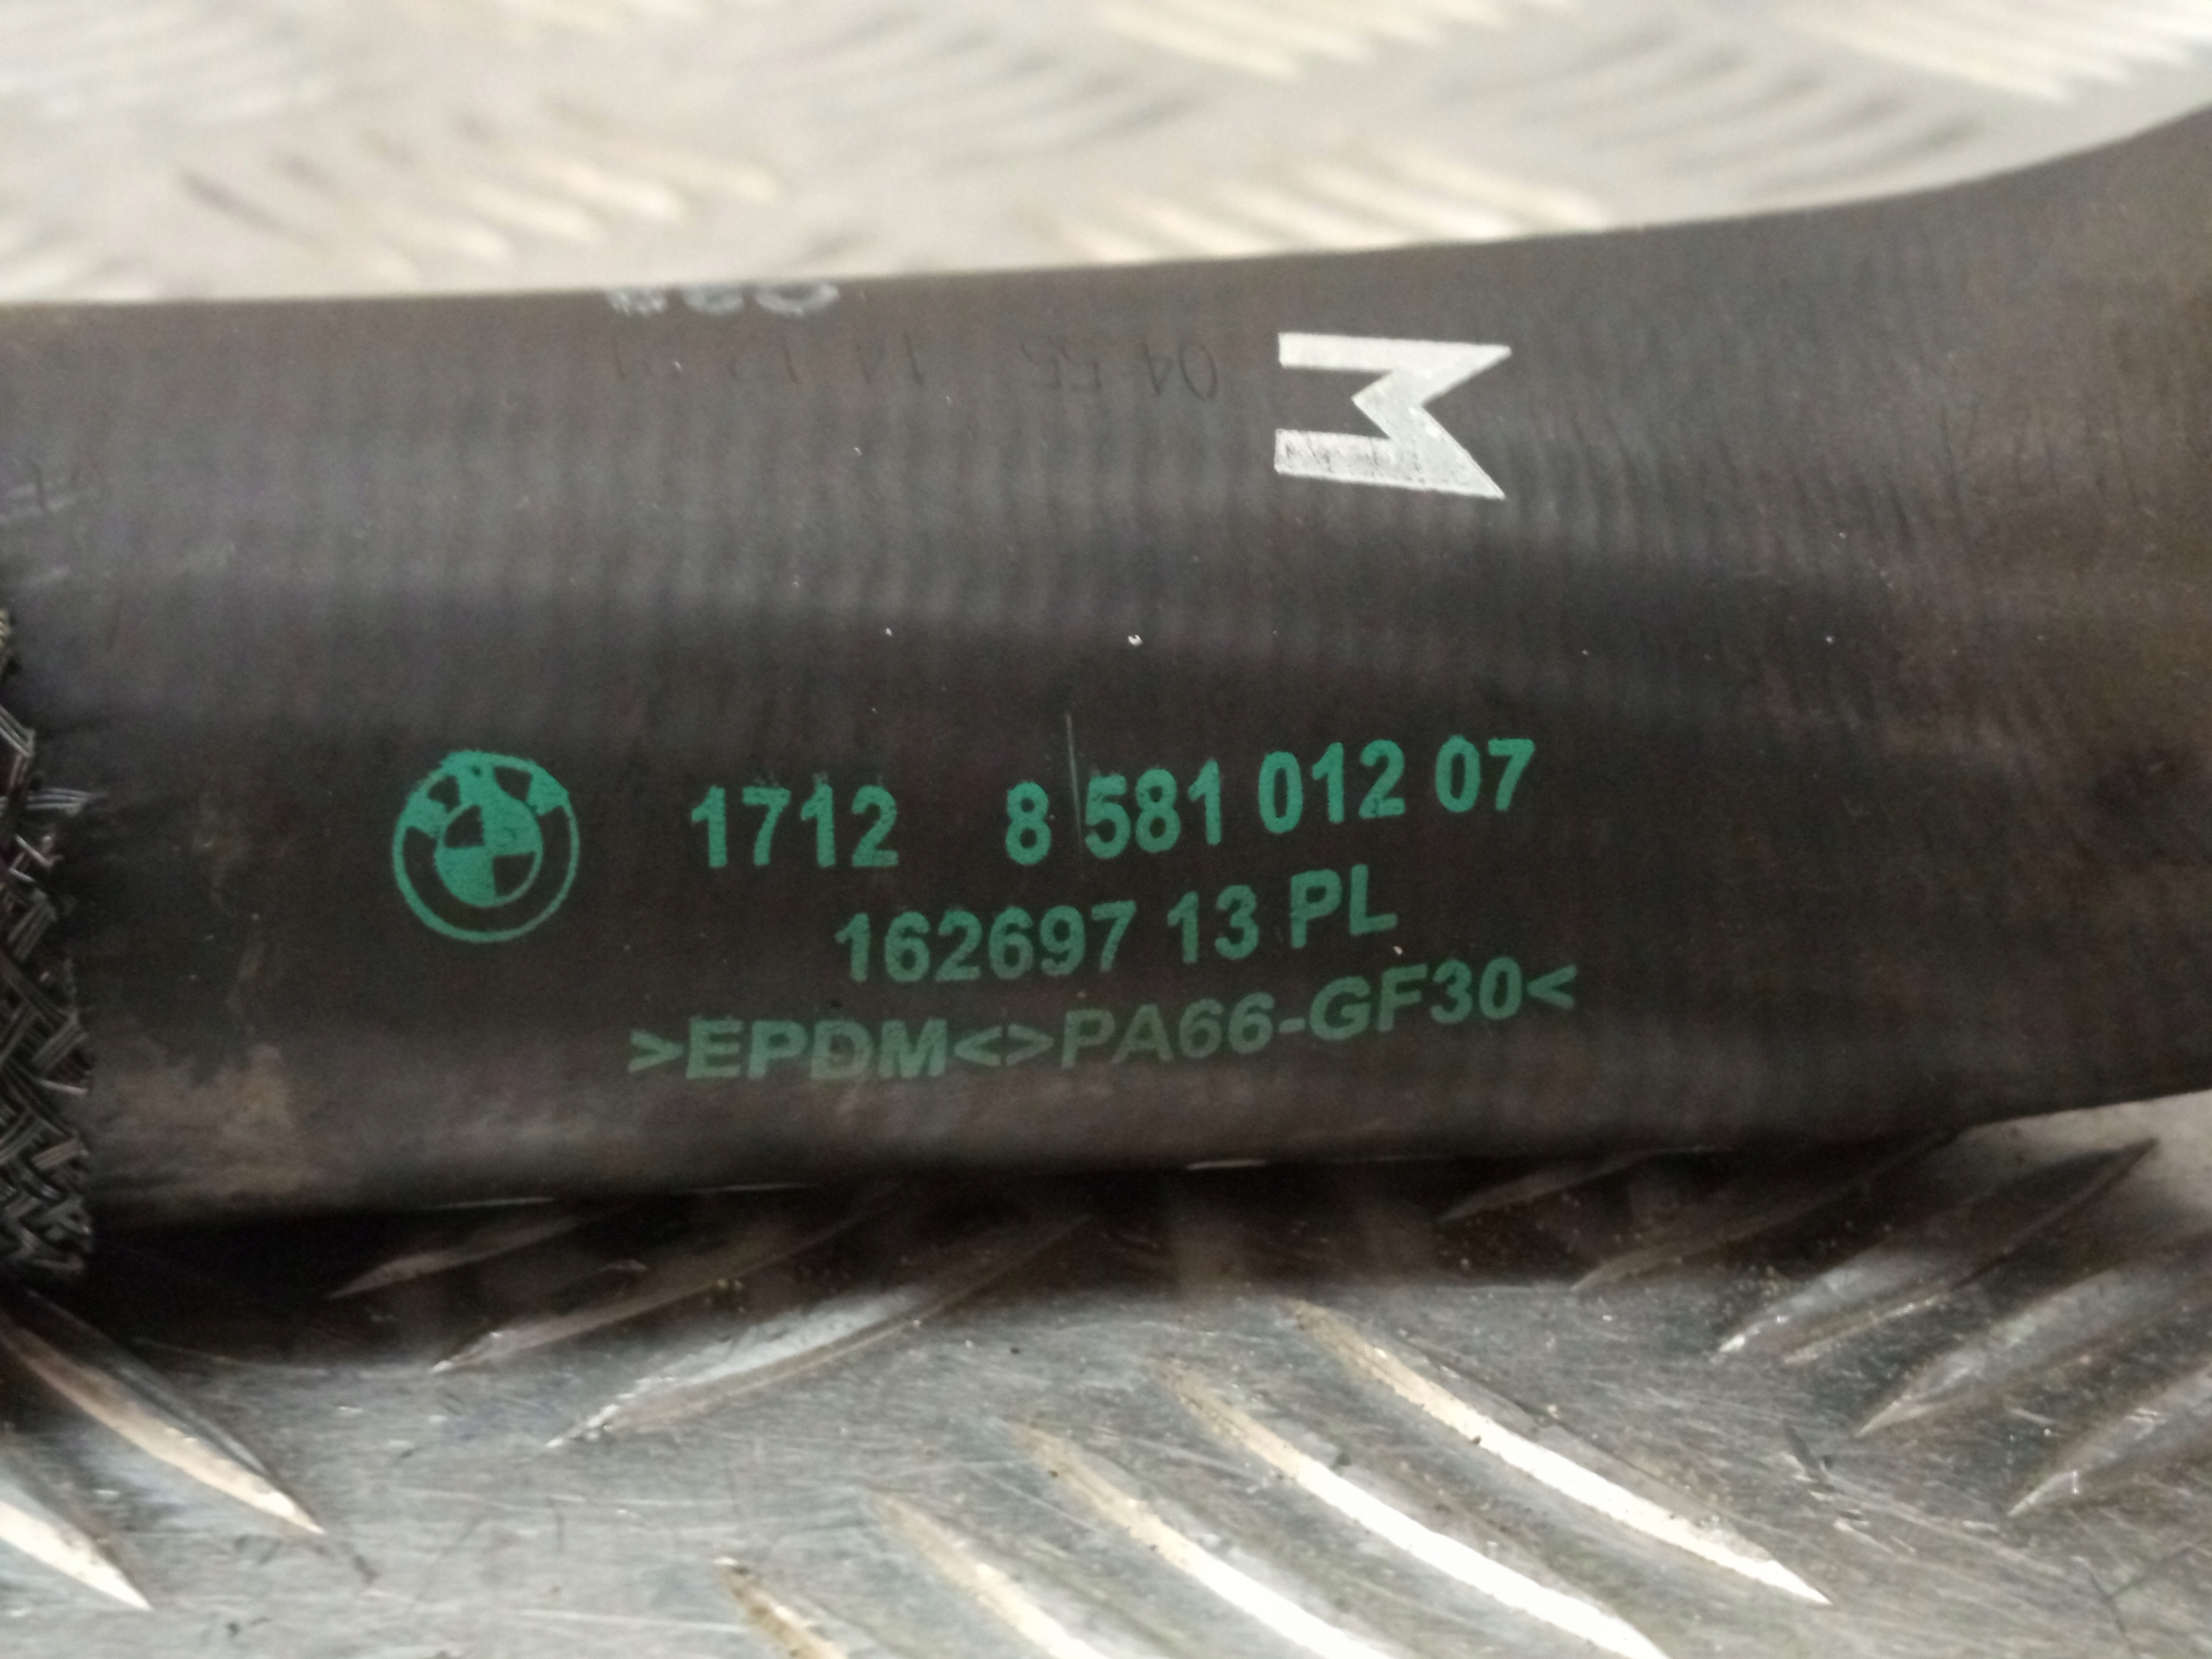 M
1712 8 581 012 07
162697 13 PL
>EPDM<>PA66-GF30<